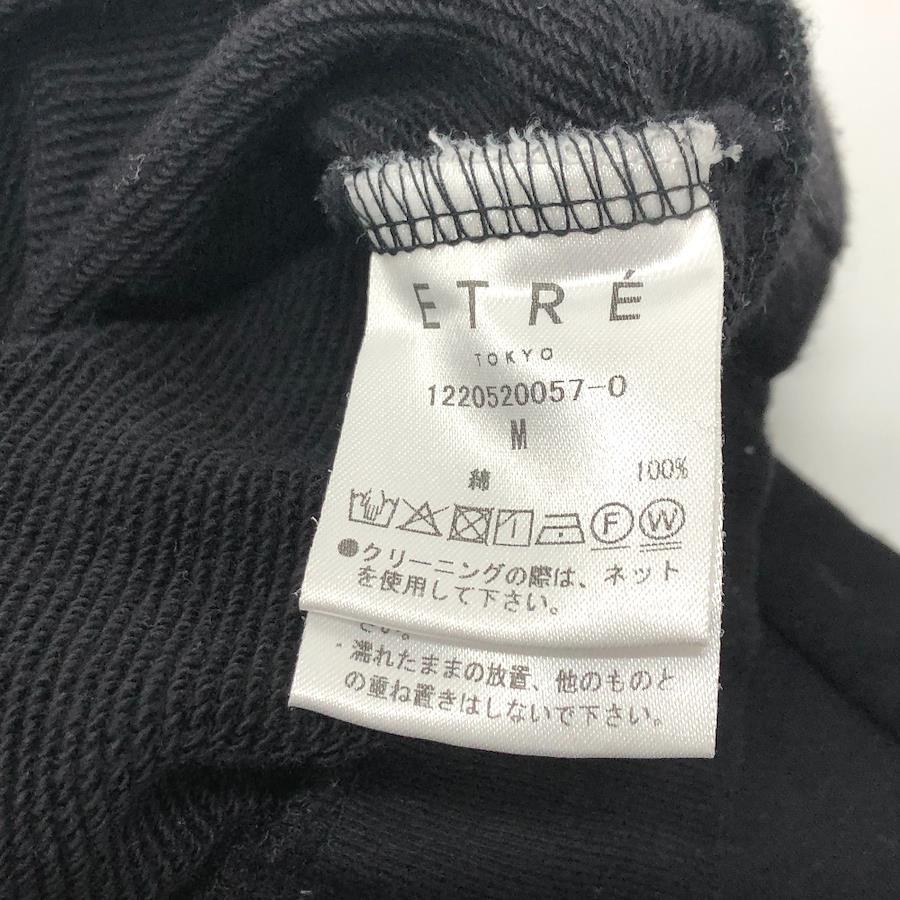 ETRÉ
TOKYO
1220520057-0
M
綿 100%
F W
●クリーニングの際は、ネット
を使用して下さい。
さい。
・濡れたままの放置、他のものと
の重ね置きはしないで下さい。